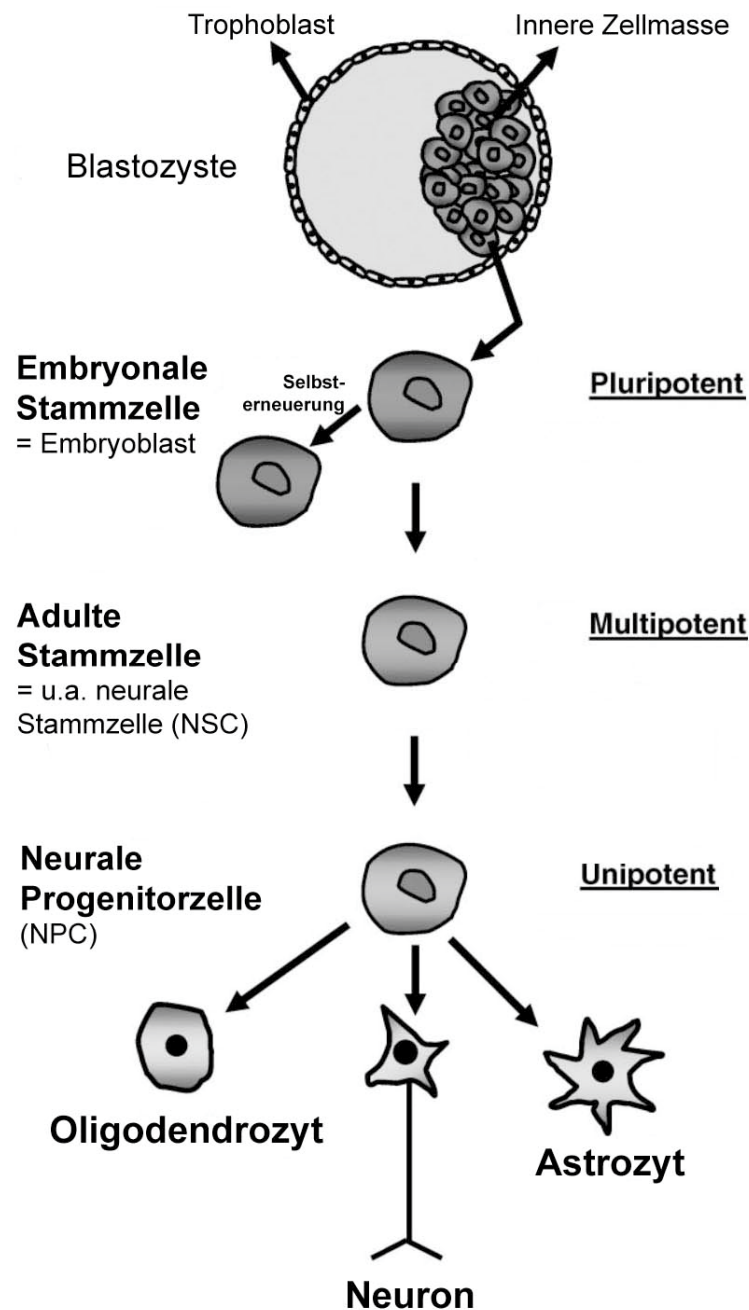 Trophoblast
Innere Zellmasse
Blastozyste
Embryonale
Stammzelle
= Embryoblast
Selbst-
erneuerung
Pluripotent
Adulte
Stammzelle
= u.a. neurale
Stammzelle (NSC)
Multipotent
Neurale
Progenitorzelle
(NPC)
Unipotent
Oligodendrozyt
Astrozyt
Neuron